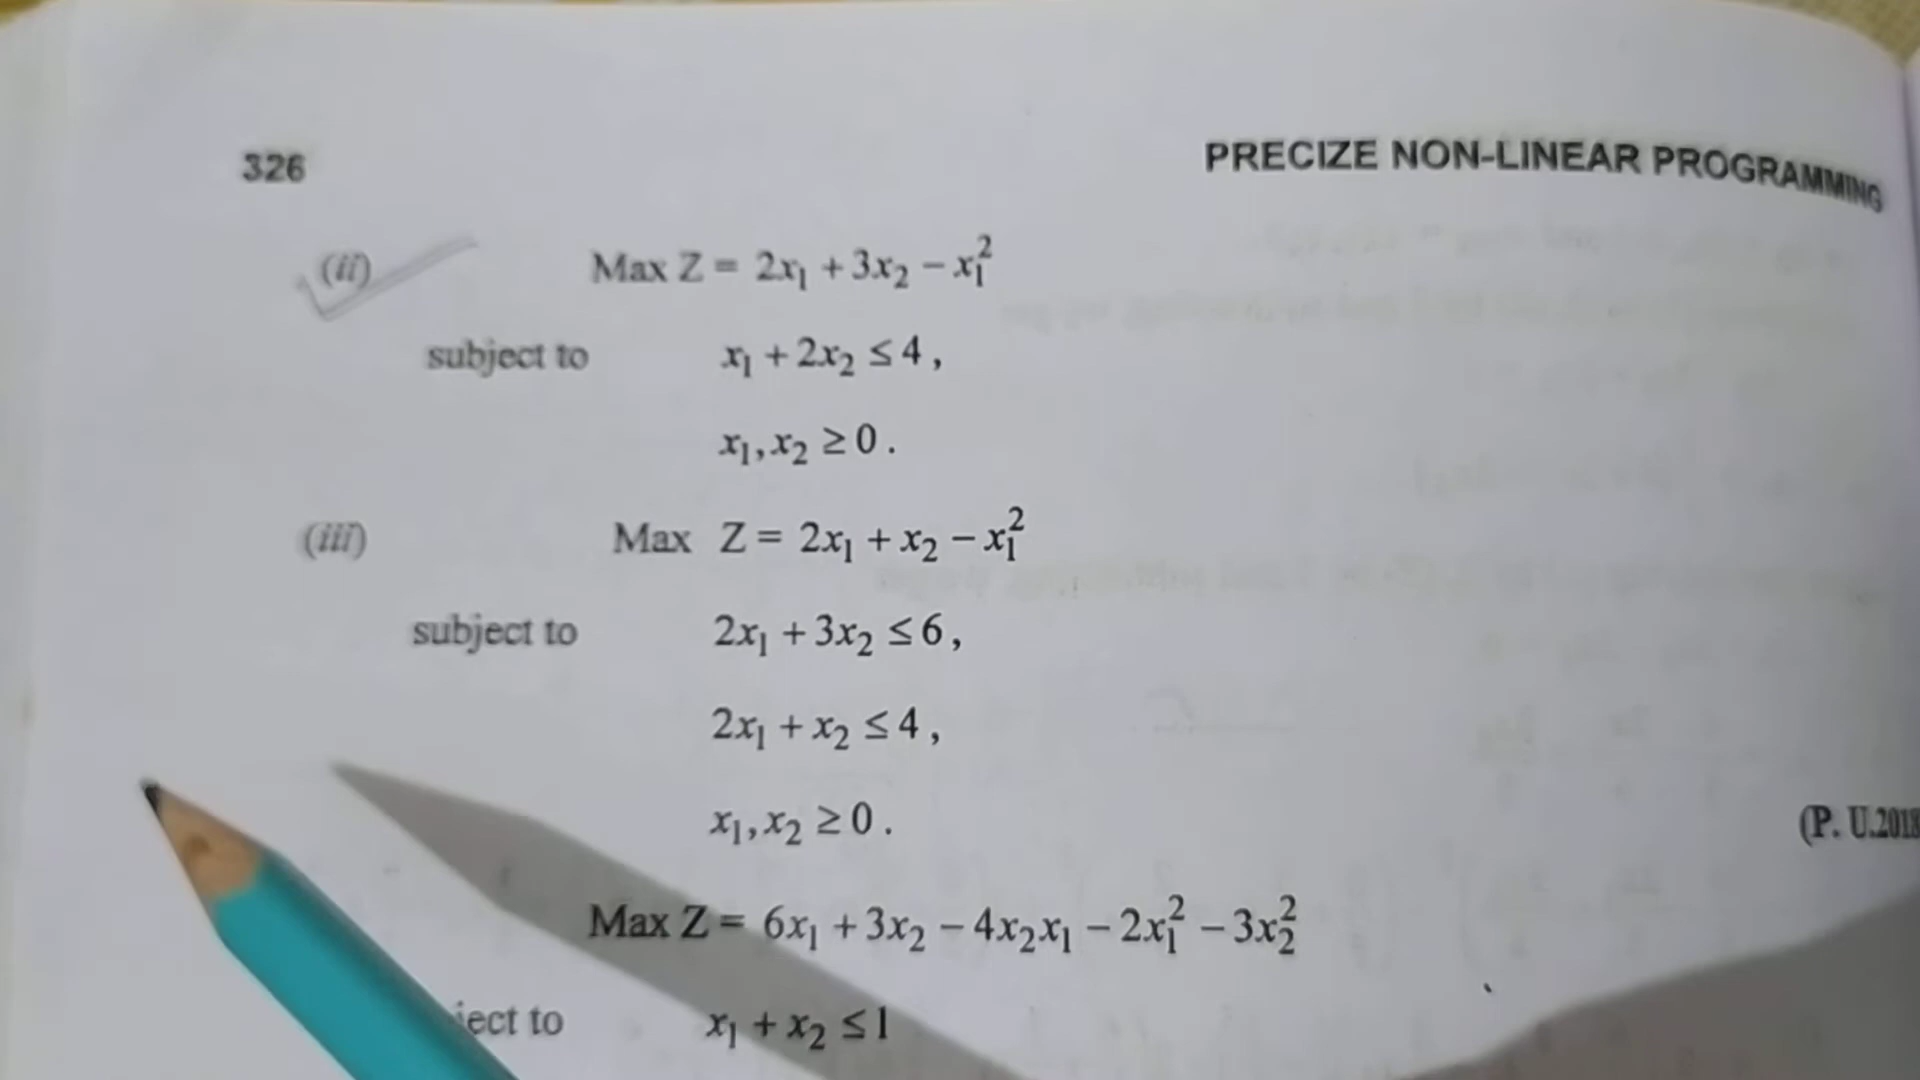 326
PRECIZE NON-LINEAR PROGRAMMING
(ii) Max Z = 2x₁ + 3x₂ − x₁²
subject to x₁ + 2x₂ ≤ 4 ,
x₁, x₂ ≥ 0 .
(iii) Max Z = 2x₁ + x₂ − x₁²
subject to 2x₁ + 3x₂ ≤ 6 ,
2x₁ + x₂ ≤ 4 ,
x₁, x₂ ≥ 0 .
(P. U.2018
Max Z = 6x₁ + 3x₂ − 4x₂x₁ − 2x₁² − 3x₂²
ject to x₁ + x₂ ≤ 1